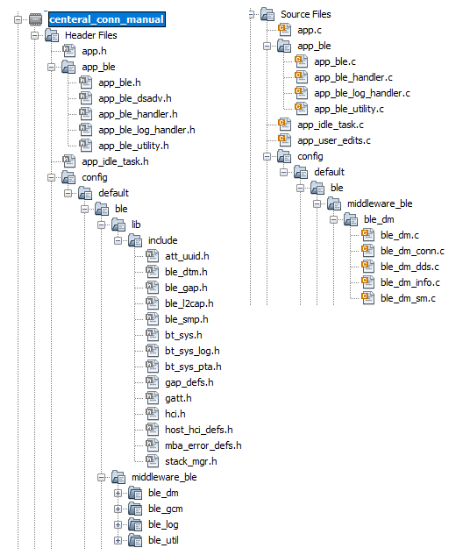 centeral_conn_manual
Header Files
app.h
app_ble
app_ble.h
app_ble_dsadv.h
app_ble_handler.h
app_ble_log_handler.h
app_ble_utility.h
app_idle_task.h
config
default
ble
lib
include
att_uuid.h
ble_dtm.h
ble_gap.h
ble_l2cap.h
ble_smp.h
bt_sys.h
bt_sys_log.h
bt_sys_pta.h
gap_defs.h
gatt.h
hci.h
host_hci_defs.h
mba_error_defs.h
stack_mgr.h
middleware_ble
ble_dm
ble_gcm
ble_log
ble_util
Source Files
app.c
app_ble
app_ble.c
app_ble_handler.c
app_ble_log_handler.c
app_ble_utility.c
app_idle_task.c
app_user_edits.c
config
default
ble
middleware_ble
ble_dm
ble_dm.c
ble_dm_conn.c
ble_dm_dds.c
ble_dm_info.c
ble_dm_sm.c